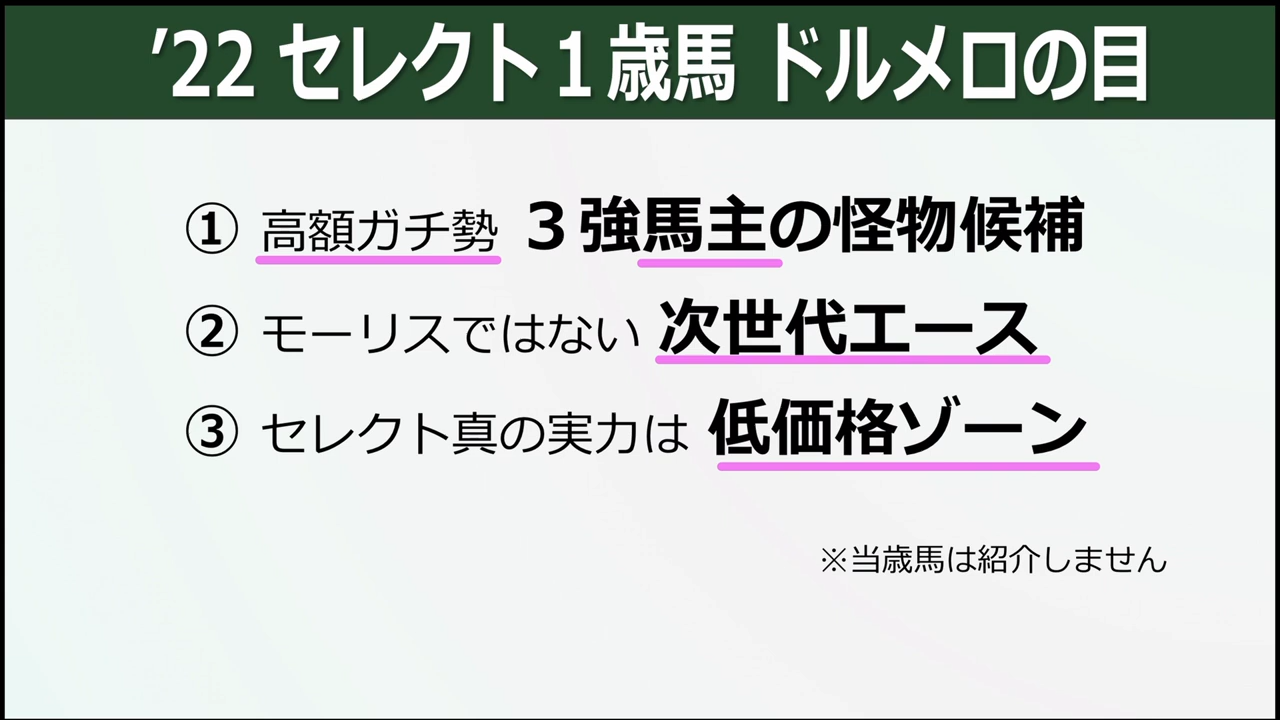 ’22 セレクト１歳馬 ドルメロの目
① 高額ガチ勢 ３強馬主の怪物候補
② モーリスではない 次世代エース
③ セレクト真の実力は 低価格ゾーン
※当歳馬は紹介しません